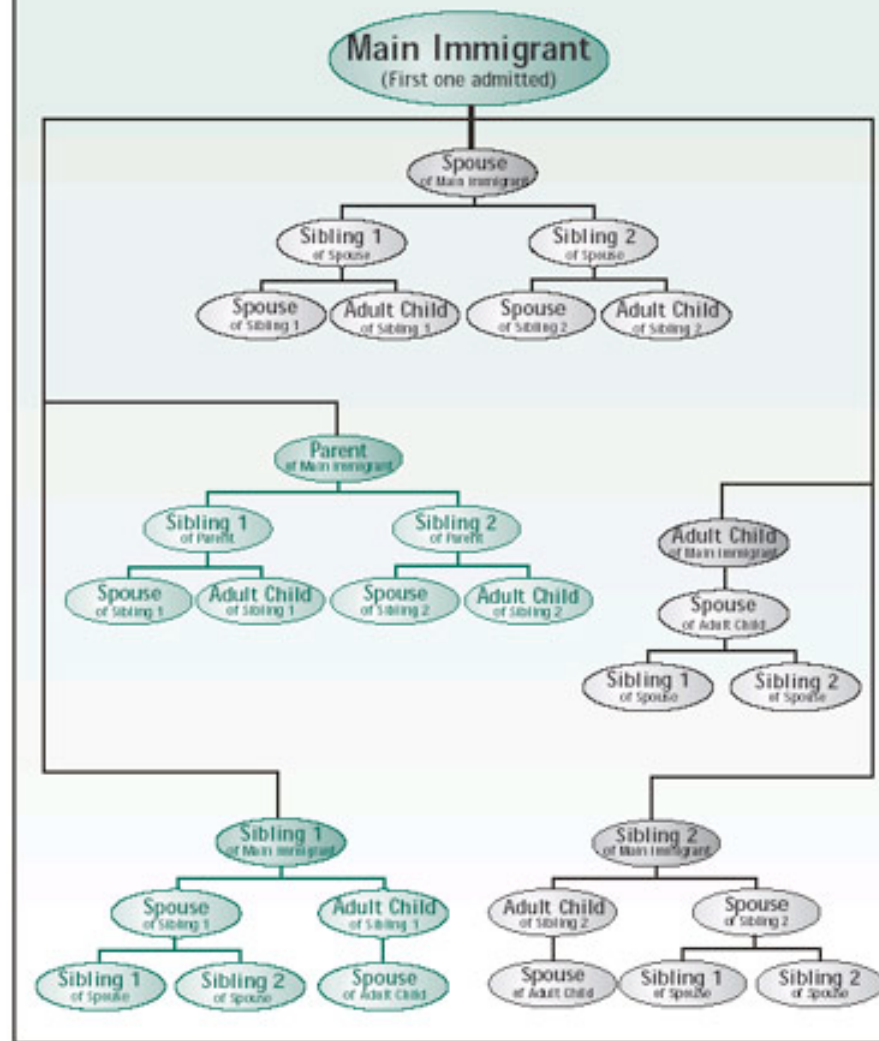 Main Immigrant
(First one admitted)
Spouse
of Main Immigrant
Sibling 1
of Spouse
Sibling 2
of Spouse
Spouse
of Sibling 1
Adult Child
of Sibling 1
Spouse
of Sibling 2
Adult Child
of Sibling 2
Parent
of Main Immigrant
Sibling 1
of Parent
Sibling 2
of Parent
Spouse
of Sibling 1
Adult Child
of Sibling 1
Spouse
of Sibling 2
Adult Child
of Sibling 2
Adult Child
of Main Immigrant
Spouse
of Adult Child
Sibling 1
of Spouse
Sibling 2
of Spouse
Sibling 1
of Main Immigrant
Spouse
of Sibling 1
Adult Child
of Sibling 1
Sibling 1
of Spouse
Sibling 2
of Spouse
Spouse
of Adult Child
Sibling 2
of Main Immigrant
Adult Child
of Sibling 2
Spouse
of Sibling 2
Spouse
of Adult Child
Sibling 1
of Spouse
Sibling 2
of Spouse